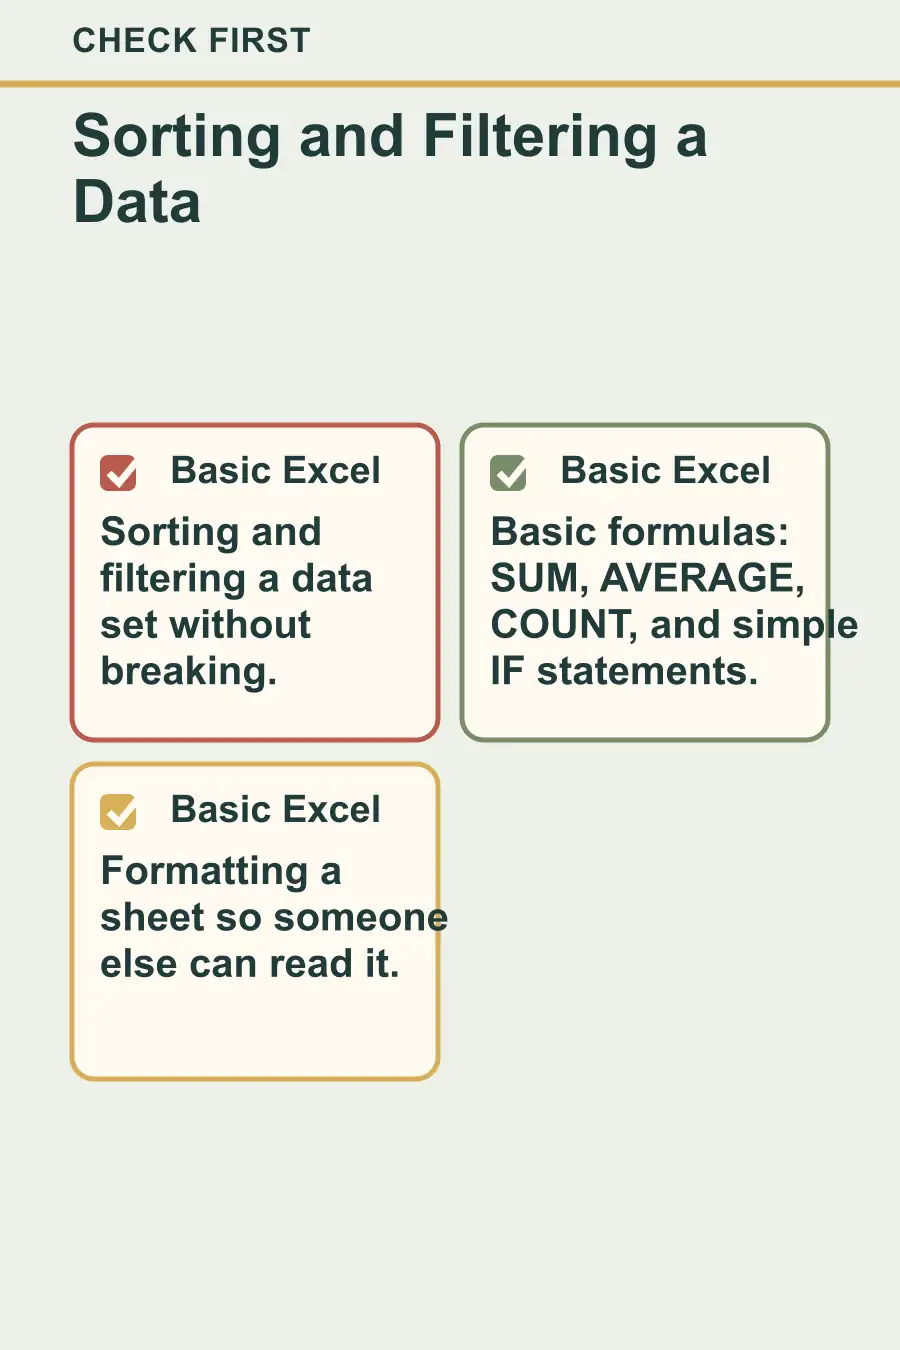 CHECK FIRST
Sorting and Filtering a
Data
Basic Excel
Sorting and
filtering a data
set without
breaking.
Basic Excel
Basic formulas:
SUM, AVERAGE,
COUNT, and simple
IF statements.
Basic Excel
Formatting a
sheet so someone
else can read it.